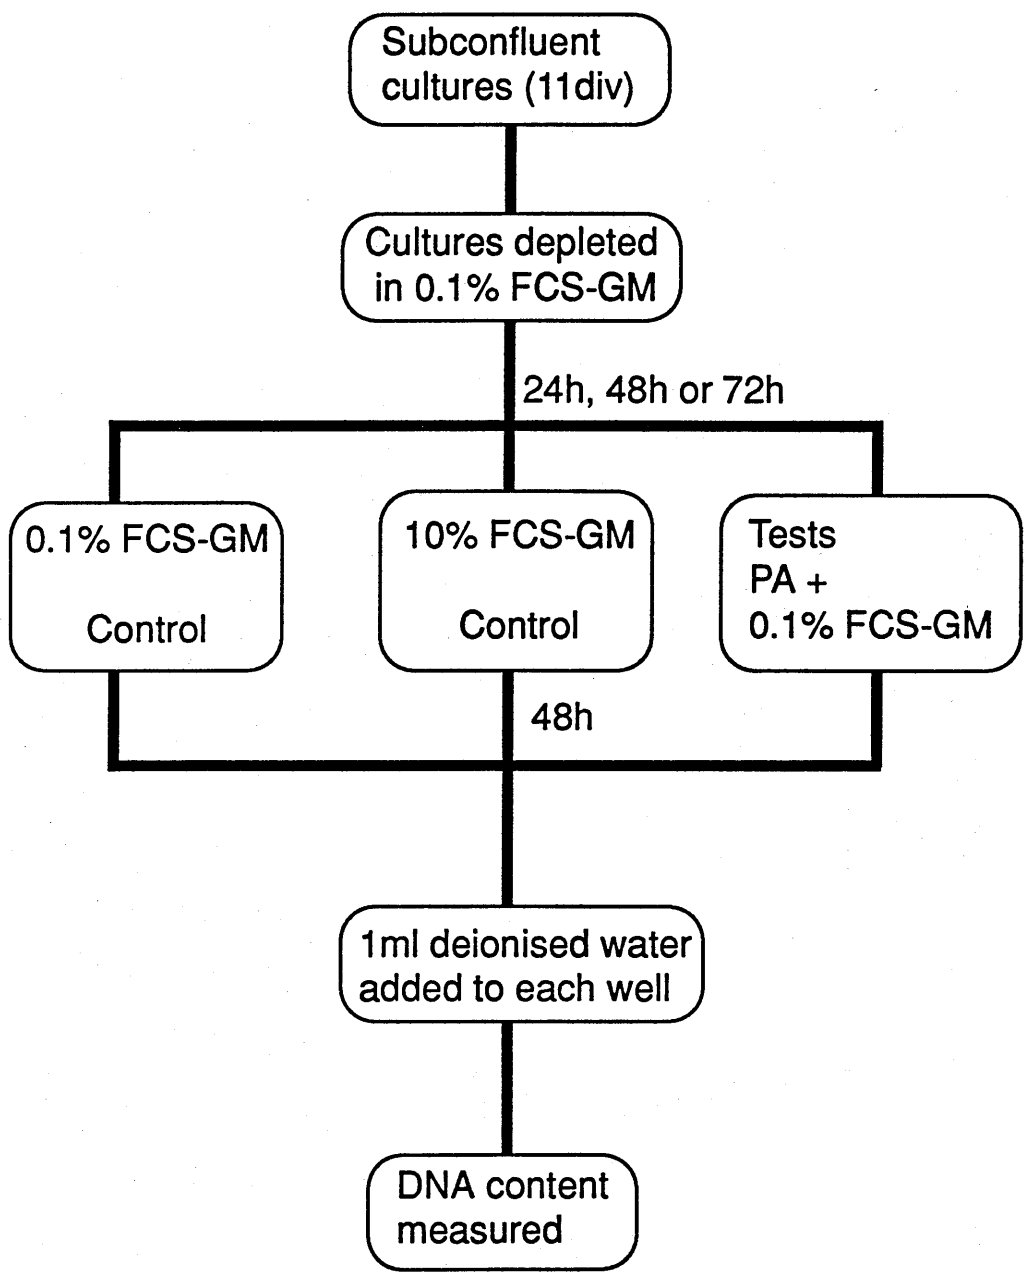 Subconfluent
cultures (11div)
Cultures depleted
in 0.1% FCS-GM
24h, 48h or 72h
0.1% FCS-GM
Control
10% FCS-GM
Control
Tests
PA +
0.1% FCS-GM
48h
1ml deionised water
added to each well
DNA content
measured